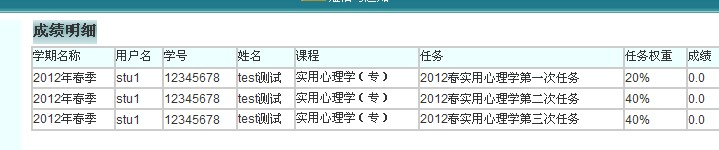 成绩明细
学期名称 用户名 学号 姓名 课程 任务 任务权重 成绩
2012年春季 stu1 12345678 test测试 实用心理学（专） 2012春实用心理学第一次任务 20% 0.0
2012年春季 stu1 12345678 test测试 实用心理学（专） 2012春实用心理学第二次任务 40% 0.0
2012年春季 stu1 12345678 test测试 实用心理学（专） 2012春实用心理学第三次任务 40% 0.0